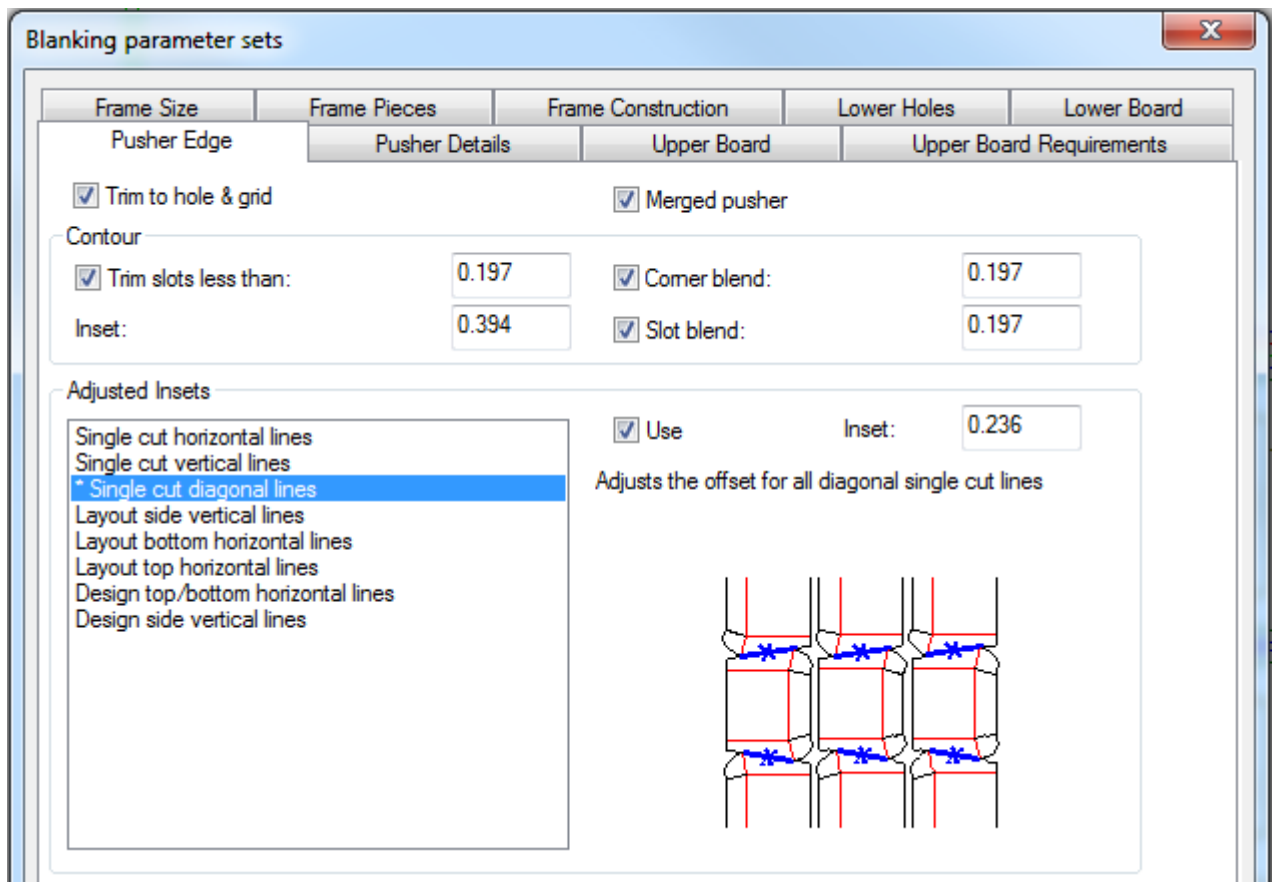 Blanking parameter sets
Frame Size Frame Pieces Frame Construction Lower Holes Lower Board
Pusher Edge Pusher Details Upper Board Upper Board Requirements
Trim to hole & grid Merged pusher
Contour
Trim slots less than: 0.197 Corner blend: 0.197
Inset: 0.394 Slot blend: 0.197
Adjusted Insets
Use Inset: 0.236
Single cut horizontal lines
Single cut vertical lines
* Single cut diagonal lines
Layout side vertical lines
Layout bottom horizontal lines
Layout top horizontal lines
Design top/bottom horizontal lines
Design side vertical lines
Adjusts the offset for all diagonal single cut lines